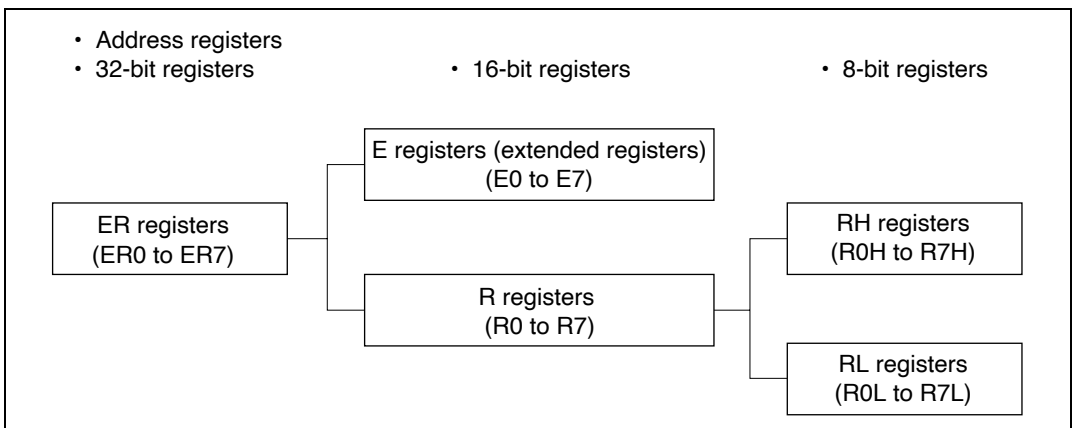 • Address registers
• 32-bit registers
• 16-bit registers
• 8-bit registers
E registers (extended registers)
(E0 to E7)
ER registers
(ER0 to ER7)
RH registers
(R0H to R7H)
R registers
(R0 to R7)
RL registers
(R0L to R7L)